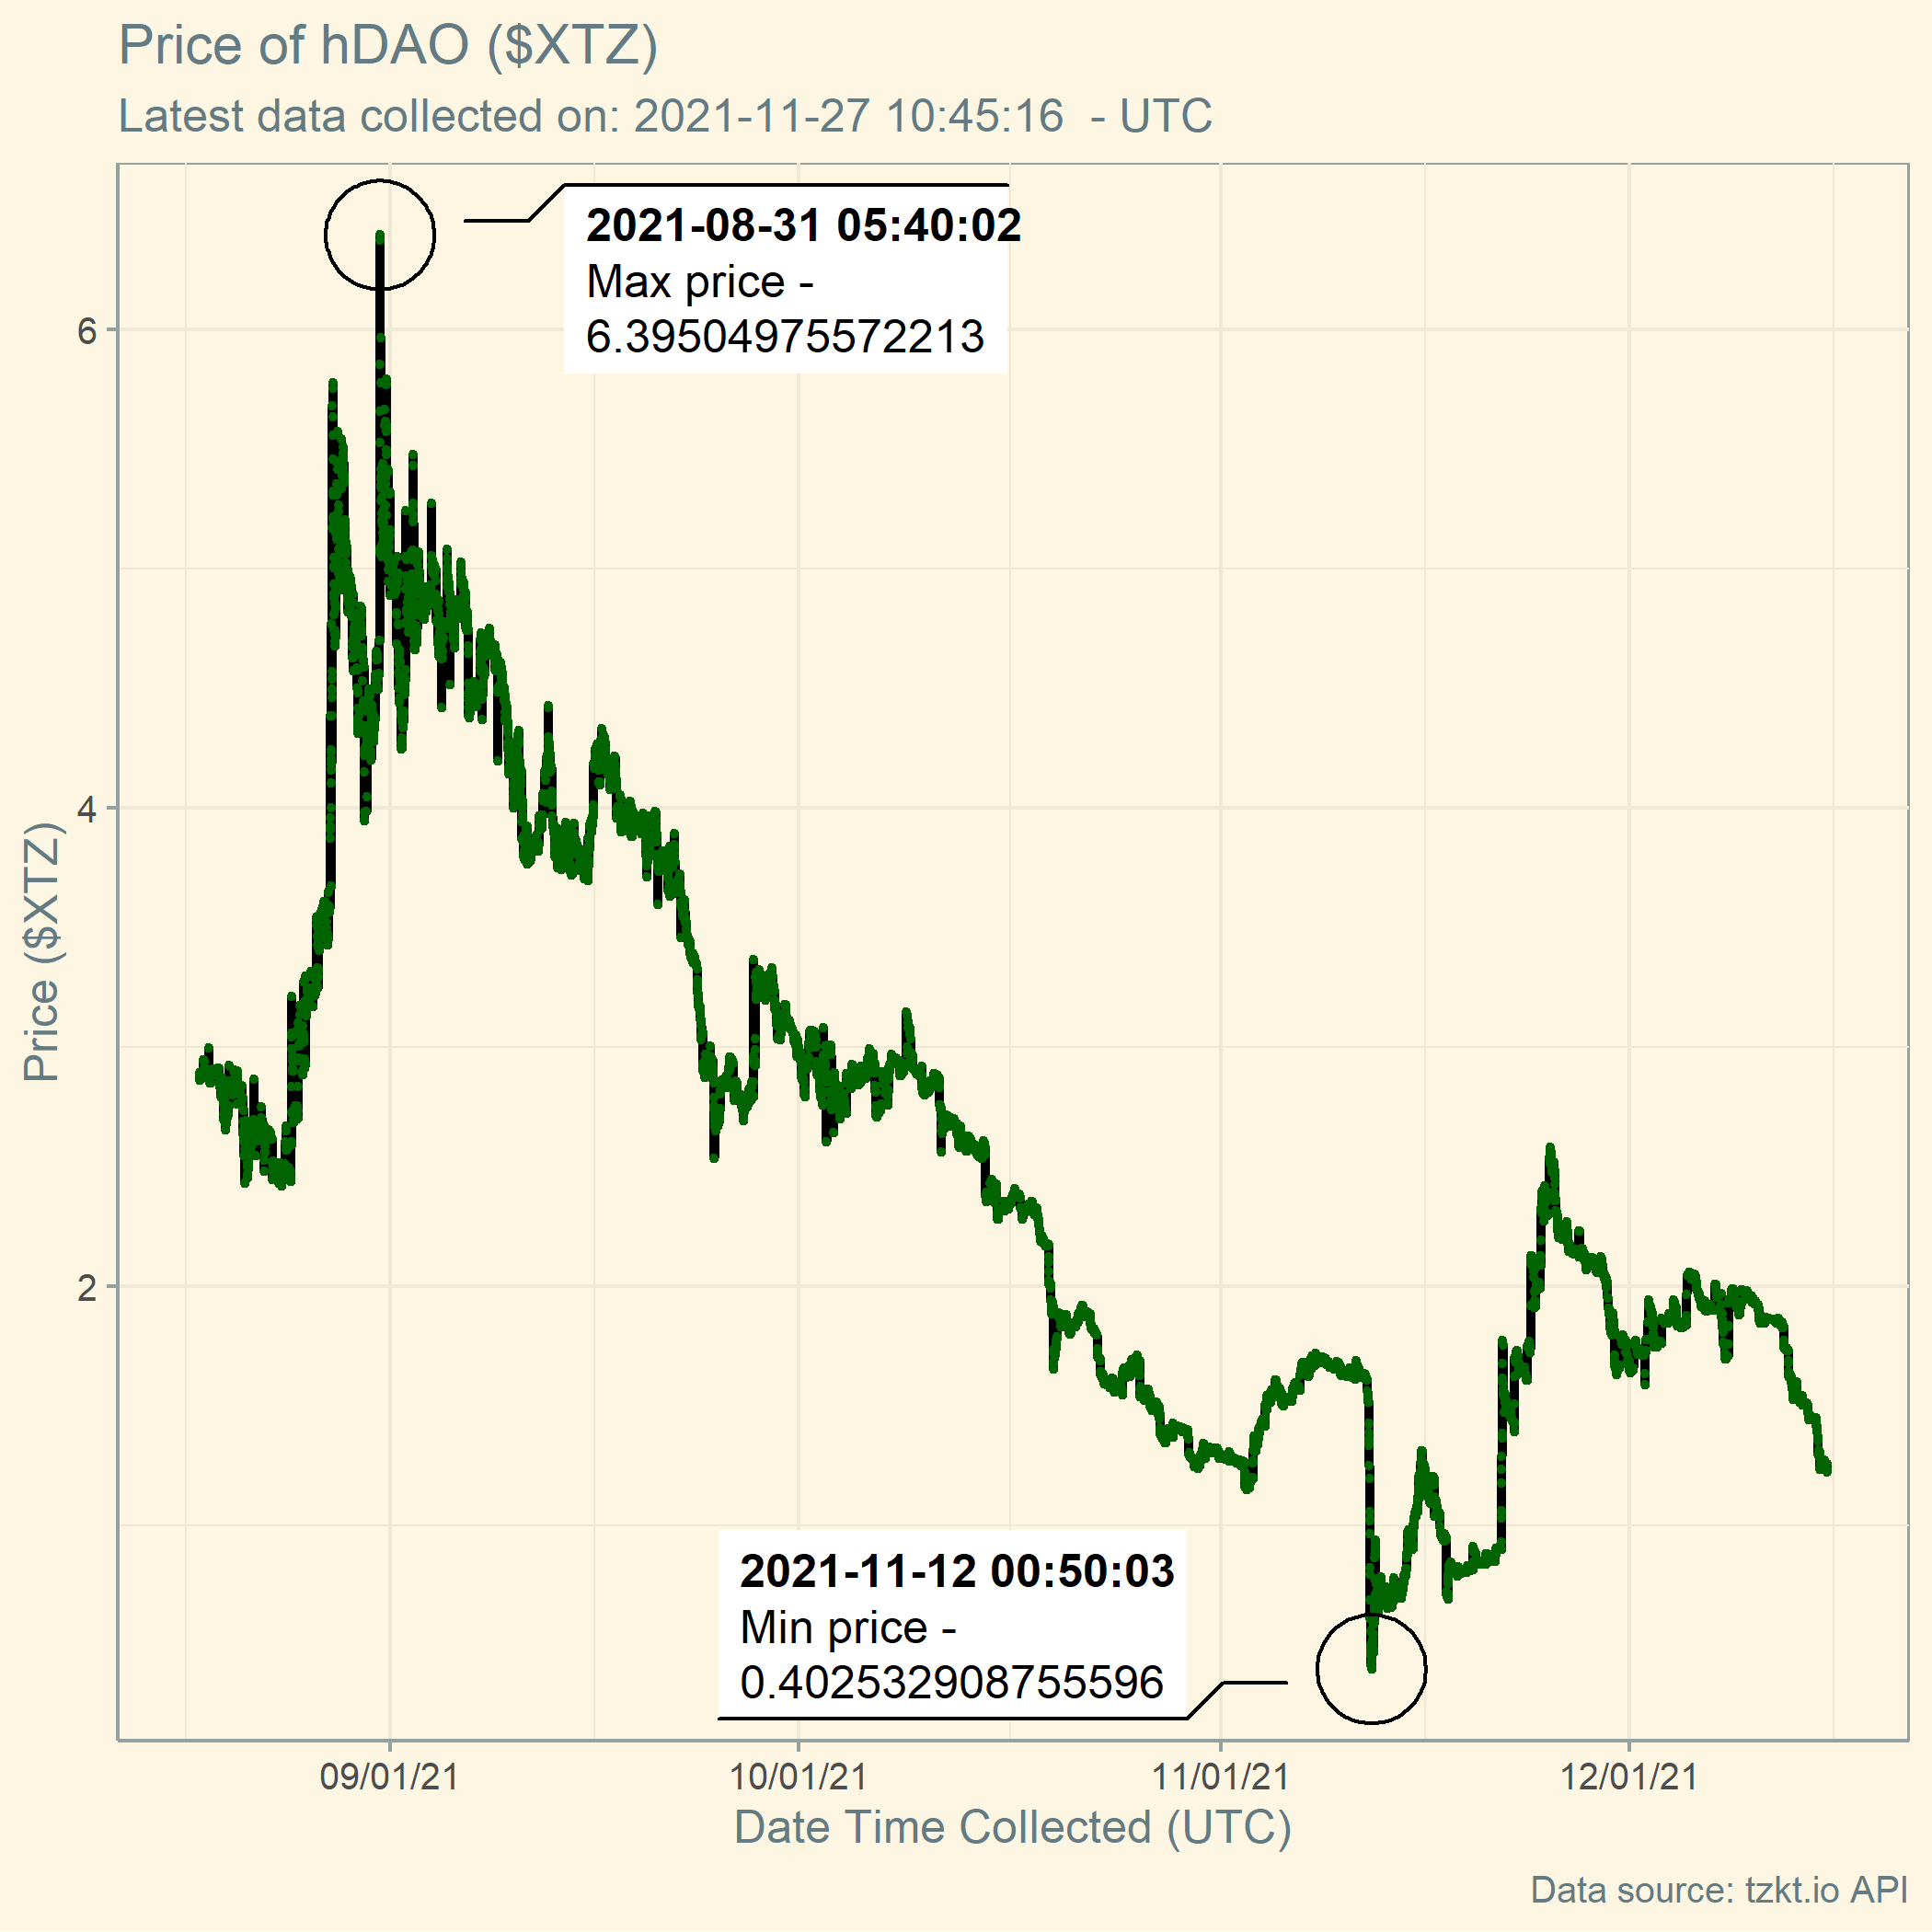 Price of hDAO ($XTZ)
Latest data collected on: 2021-11-27 10:45:16  - UTC
2021-08-31 05:40:02
Max price -
6.39504975572213
6
4
2
Price ($XTZ)
2021-11-12 00:50:03
Min price -
0.402532908755596
09/01/21
10/01/21
11/01/21
12/01/21
Date Time Collected (UTC)
Data source: tzkt.io API